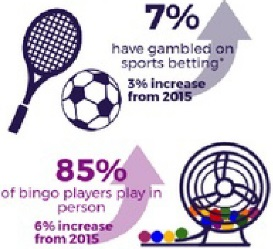 7%
have gambled on
sports betting*
3% increase
from 2015
85%
of bingo players play in
person
6% increase
from 2015